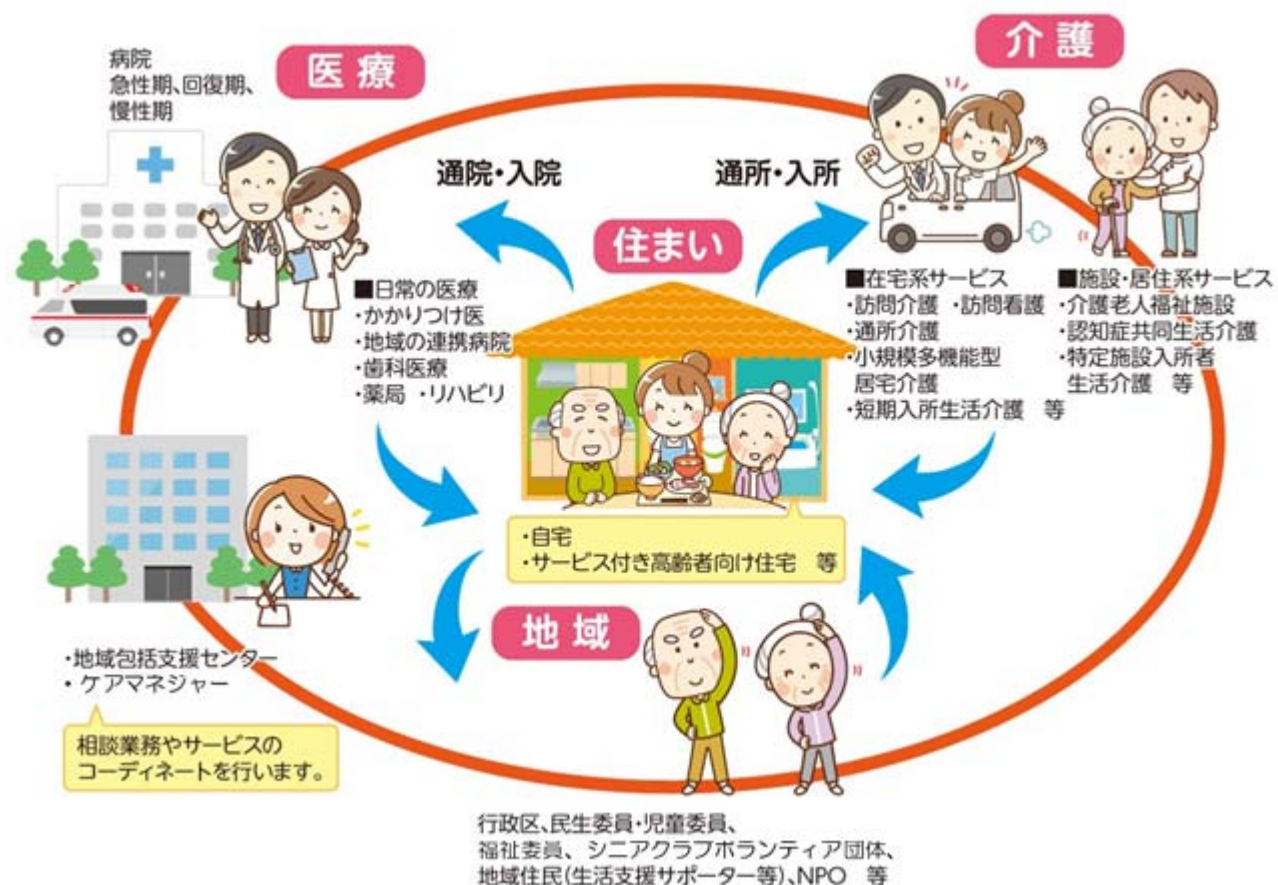 病院
急性期、回復期、
慢性期
医療
介護
通院・入院
通所・入所
住まい
■日常の医療
・かかりつけ医
・地域の連携病院
・歯科医療
・薬局 ・リハビリ
■在宅系サービス
・訪問介護 ・訪問看護
・通所介護
・小規模多機能型
居宅介護
・短期入所生活介護 等
■施設・居住系サービス
・介護老人福祉施設
・認知症共同生活介護
・特定施設入所者
生活介護 等
・自宅
・サービス付き高齢者向け住宅 等
地域
・地域包括支援センター
・ケアマネジャー
相談業務やサービスの
コーディネートを行います。
行政区、民生委員・児童委員、
福祉委員、シニアクラブボランティア団体、
地域住民(生活支援サポーター等)、NPO 等